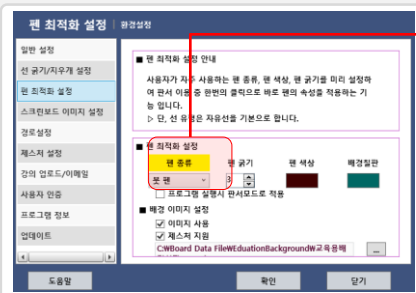 펜 최적화 설정 환경설정
일반 설정
선 굵기/지우개 설정
펜 최적화 설정
스크린보드 이미지 설정
경로설정
제스처 설정
강의 업로드/이메일
사용자 인증
프로그램 정보
업데이트
■ 펜 최적화 설정 안내
사용자가 자주 사용하는 펜 종류, 펜 색상, 펜 굵기를 미리 설정하
여 판서 이용 중 한번의 클릭으로 바로 펜의 속성을 적용하는 기
능 입니다.
▷ 단, 선 유형은 자유선을 기본으로 합니다.
■ 펜 최적화 설정
펜 종류 펜 굵기 펜 색상 배경칠판
붓 펜 3
프로그램 실행시 판서모드로 적용
■ 배경 이미지 설정
이미지 사용
제스처 지원
C:₩Board Data File₩EduationBackground₩교육용배
...
도움말 확인 닫기